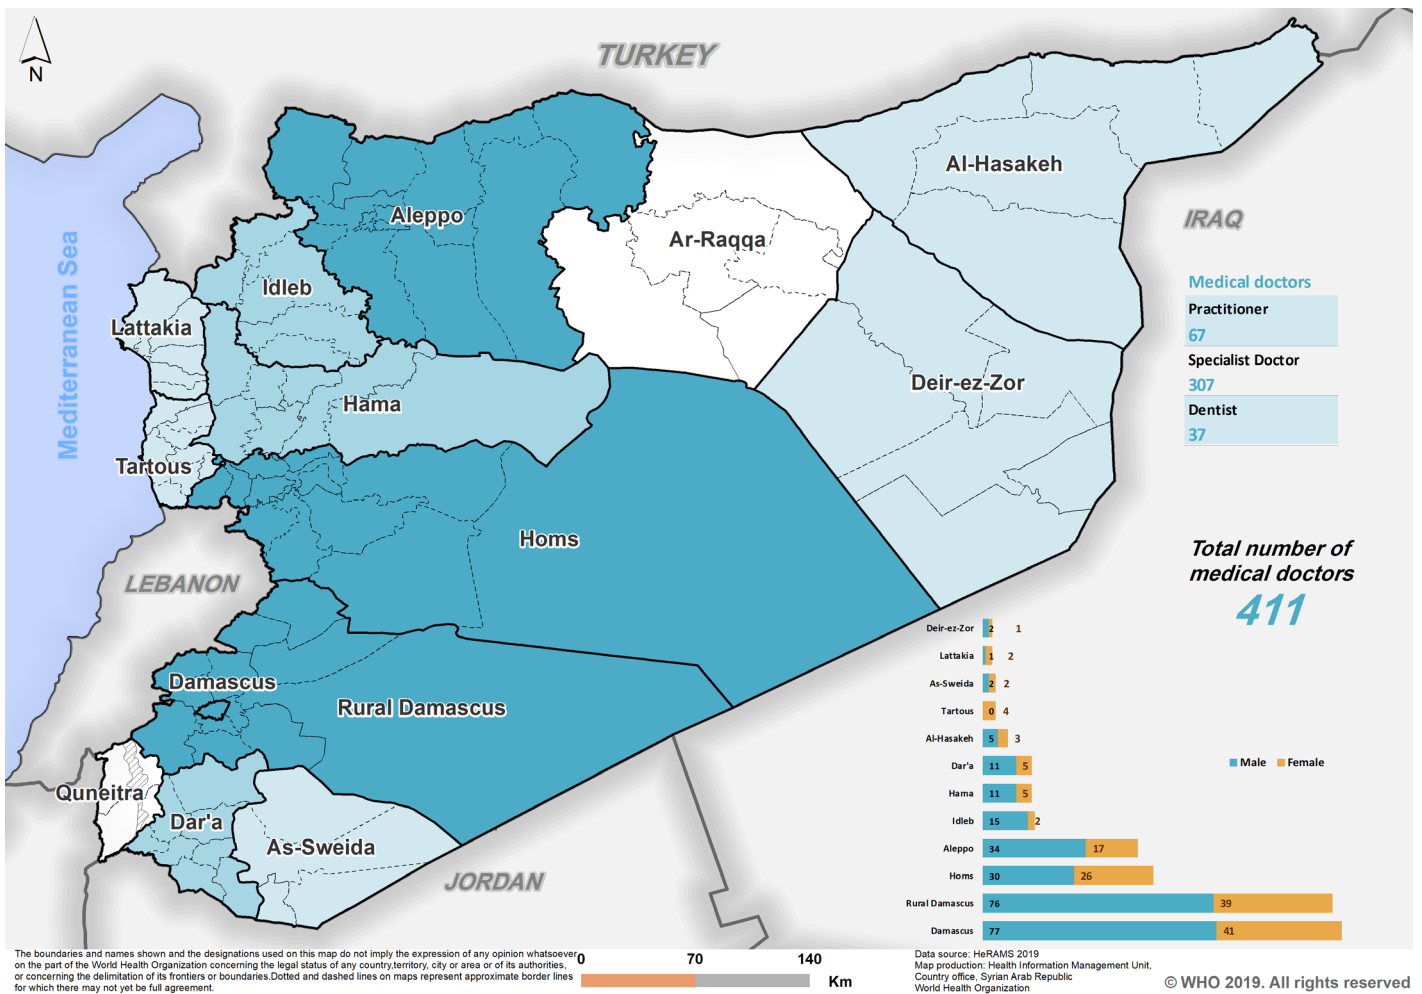 N
TURKEY
Al-Hasakeh
IRAQ
Aleppo
Ar-Raqqa
Mediterranean Sea
Idleb
Lattakia
Medical doctors
Practitioner
67
Specialist Doctor
307
Dentist
37
Deir-ez-Zor
Hama
Tartous
Homs
LEBANON
Total number of
medical doctors
411
Damascus
Rural Damascus
Quneitra
Dar'a
As-Sweida
JORDAN
Deir-ez-Zor 2 1
Lattakia 1 2
As-Sweida 2 2
Tartous 0 4
Al-Hasakeh 5 3
Dar'a 11 5
Hama 11 5
Idleb 15 2
Aleppo 34 17
Homs 30 26
Rural Damascus 76 39
Damascus 77 41
Male Female
The boundaries and names shown and the designations used on this map do not imply the expression of any opinion whatsoever
on the part of the World Health Organization concerning the legal status of any country,territory, city or area or of its authorities,
or concerning the delimitation of its frontiers or boundaries.Dotted and dashed lines on maps represent approximate border lines
for which there may not yet be full agreement.
0 70 140
Km
Data source: HeRAMS 2019
Map production: Health Information Management Unit,
Country office, Syrian Arab Republic
World Health Organization
© WHO 2019. All rights reserved